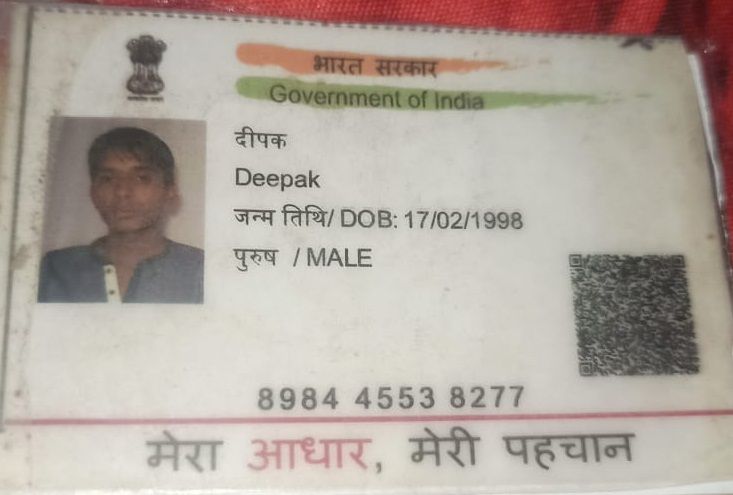 भारत सरकार
Government of India
दीपक
Deepak
जन्म तिथि/ DOB: 17/02/1998
पुरुष / MALE
8984 4553 8277
मेरा आधार, मेरी पहचान